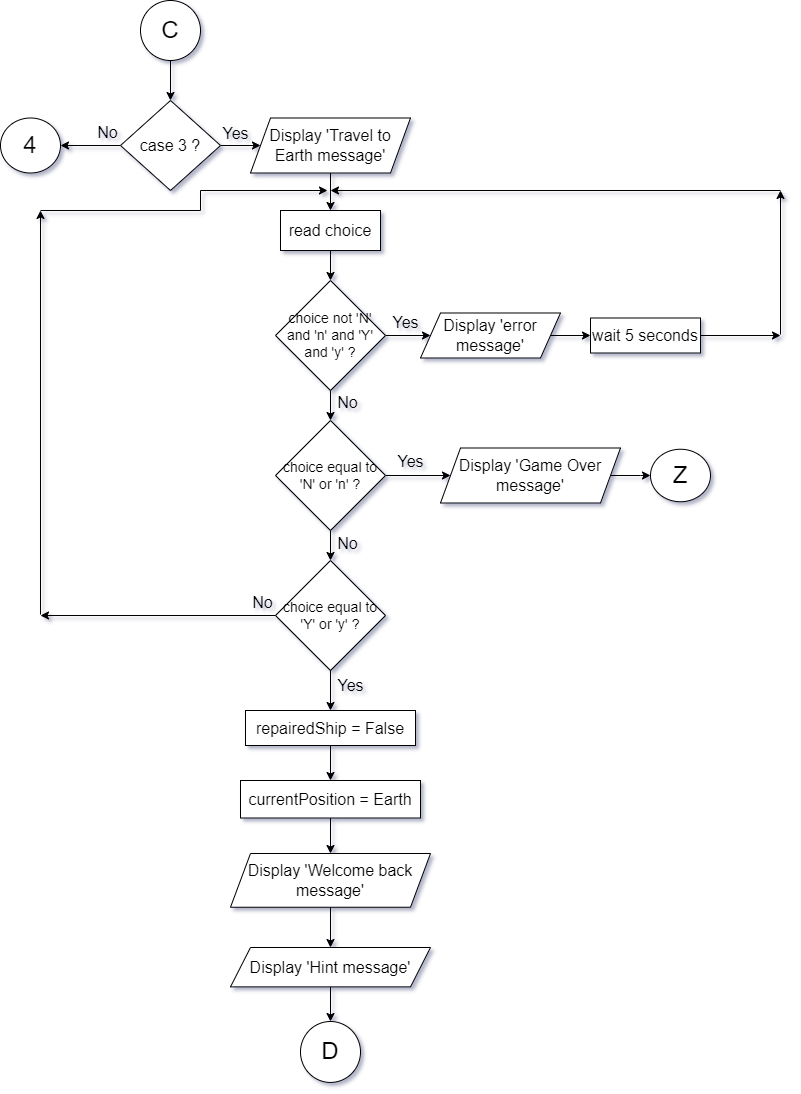 C
No
Yes
4
case 3 ?
Display 'Travel to
Earth message'
read choice
choice not 'N'
and 'n' and 'Y'
and 'y' ?
Yes
Display 'error
message'
wait 5 seconds
No
choice equal to
'N' or 'n' ?
Yes
Display 'Game Over
message'
Z
No
No
choice equal to
'Y' or 'y' ?
Yes
repairedShip = False
currentPosition = Earth
Display 'Welcome back
message'
Display 'Hint message'
D